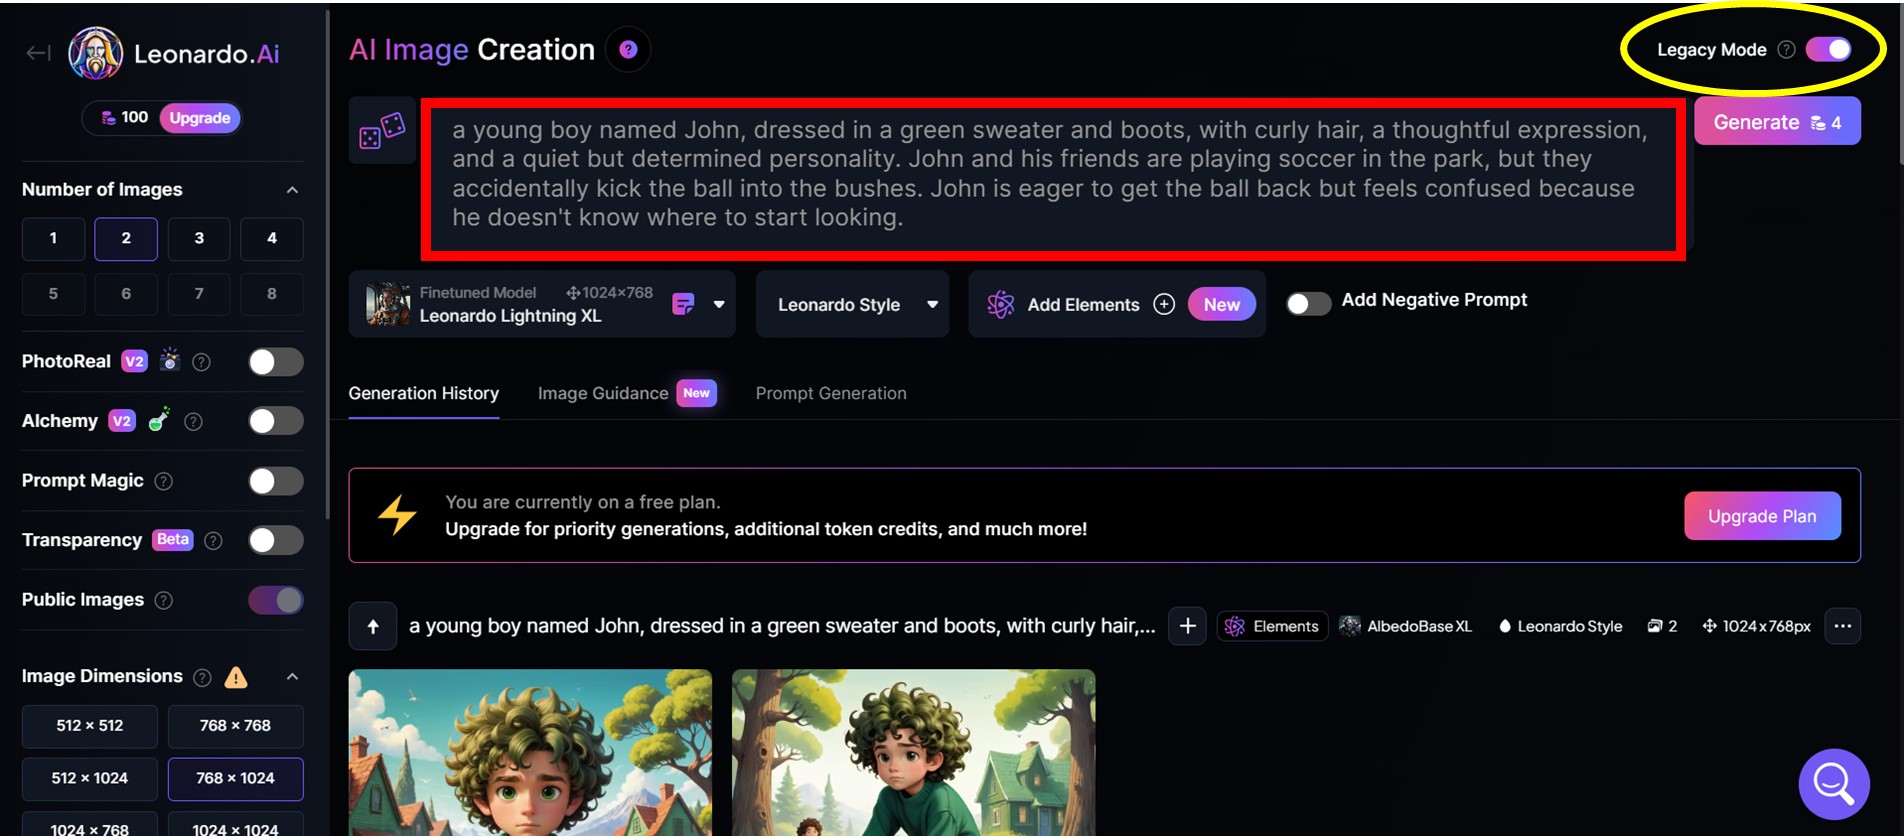 Leonardo.Ai
100 Upgrade
Number of Images
1 2 3 4
5 6 7 8
PhotoReal V2
Alchemy V2
Prompt Magic
Transparency Beta
Public Images
Image Dimensions
512 × 512 768 × 768
512 × 1024 768 × 1024
1024 × 768 1024 × 1024
AI Image Creation ?
Legacy Mode ?
a young boy named John, dressed in a green sweater and boots, with curly hair, a thoughtful expression,
and a quiet but determined personality. John and his friends are playing soccer in the park, but they
accidentally kick the ball into the bushes. John is eager to get the ball back but feels confused because
he doesn't know where to start looking.
Generate 4
Finetuned Model 1024×768
Leonardo Lightning XL
Leonardo Style
Add Elements New
Add Negative Prompt
Generation History Image Guidance New Prompt Generation
You are currently on a free plan.
Upgrade for priority generations, additional token credits, and much more!
Upgrade Plan
a young boy named John, dressed in a green sweater and boots, with curly hair,... Elements AlbedoBase XL Leonardo Style 2 1024 x 768px